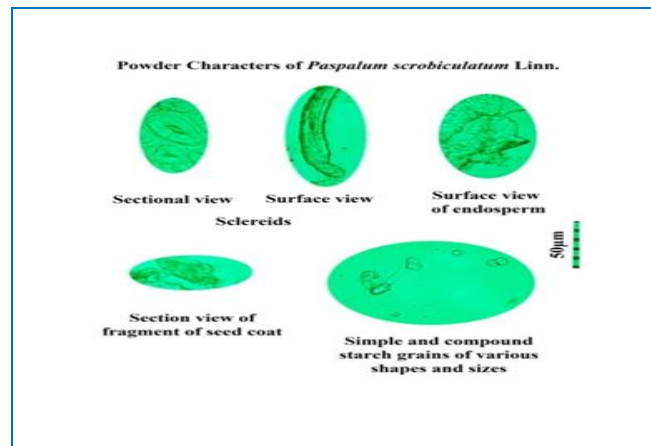 Powder Characters of Paspalum scrobiculatum Linn.
Sectional view
Surface view
Sclereids
Surface view
of endosperm
50µm
Section view of
fragment of seed coat
Simple and compound
starch grains of various
shapes and sizes